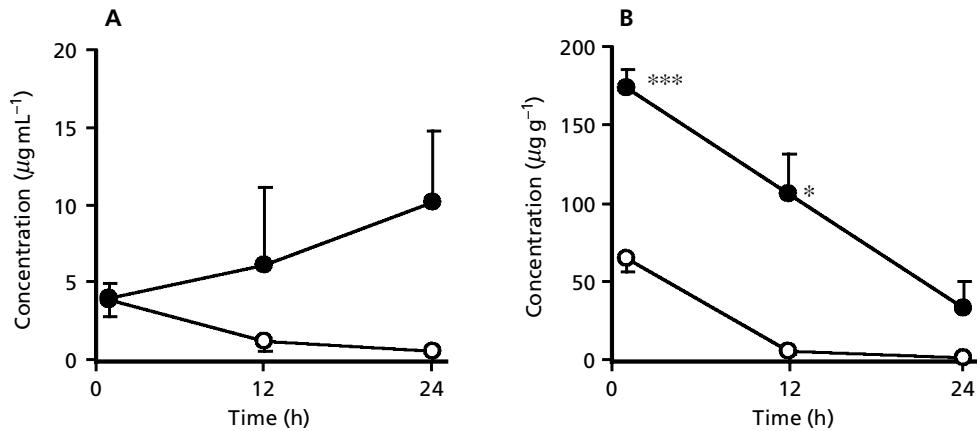 A
20
15
10
5
0
Concentration (μg mL⁻¹)
0 12 24
Time (h)
B
200
150
100
50
0
Concentration (μg g⁻¹)
***
*
0 12 24
Time (h)